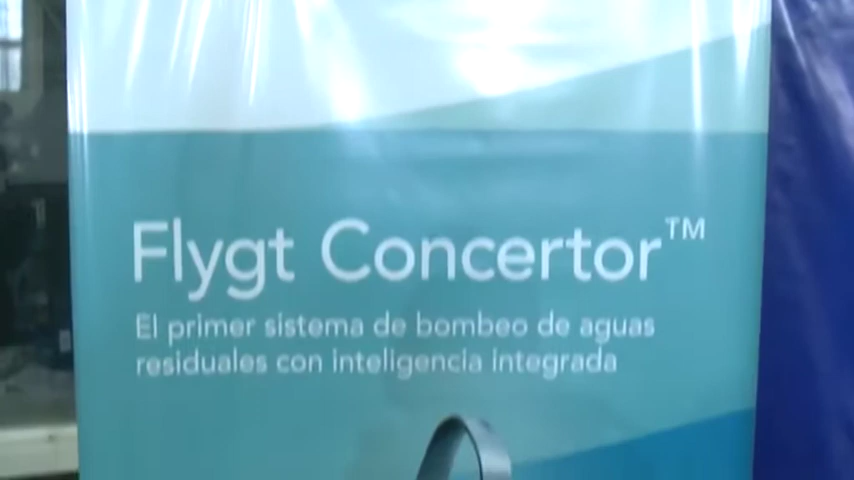 Flygt Concertor™
El primer sistema de bombeo de aguas
residuales con inteligencia integrada